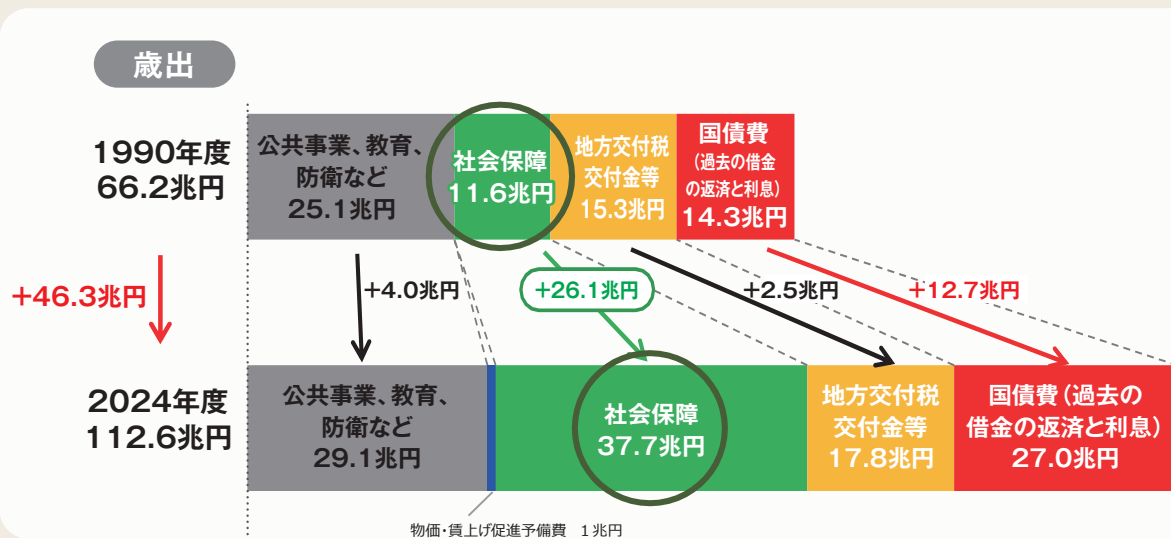 歳出
1990年度
66.2兆円
公共事業、教育、
防衛など
25.1兆円
社会保障
11.6兆円
地方交付税
交付金等
15.3兆円
国債費
(過去の借金
の返済と利息)
14.3兆円
+46.3兆円
+4.0兆円
+26.1兆円
+2.5兆円
+12.7兆円
2024年度
112.6兆円
公共事業、教育、
防衛など
29.1兆円
社会保障
37.7兆円
地方交付税
交付金等
17.8兆円
国債費(過去の
借金の返済と利息)
27.0兆円
物価・賃上げ促進予備費 1兆円